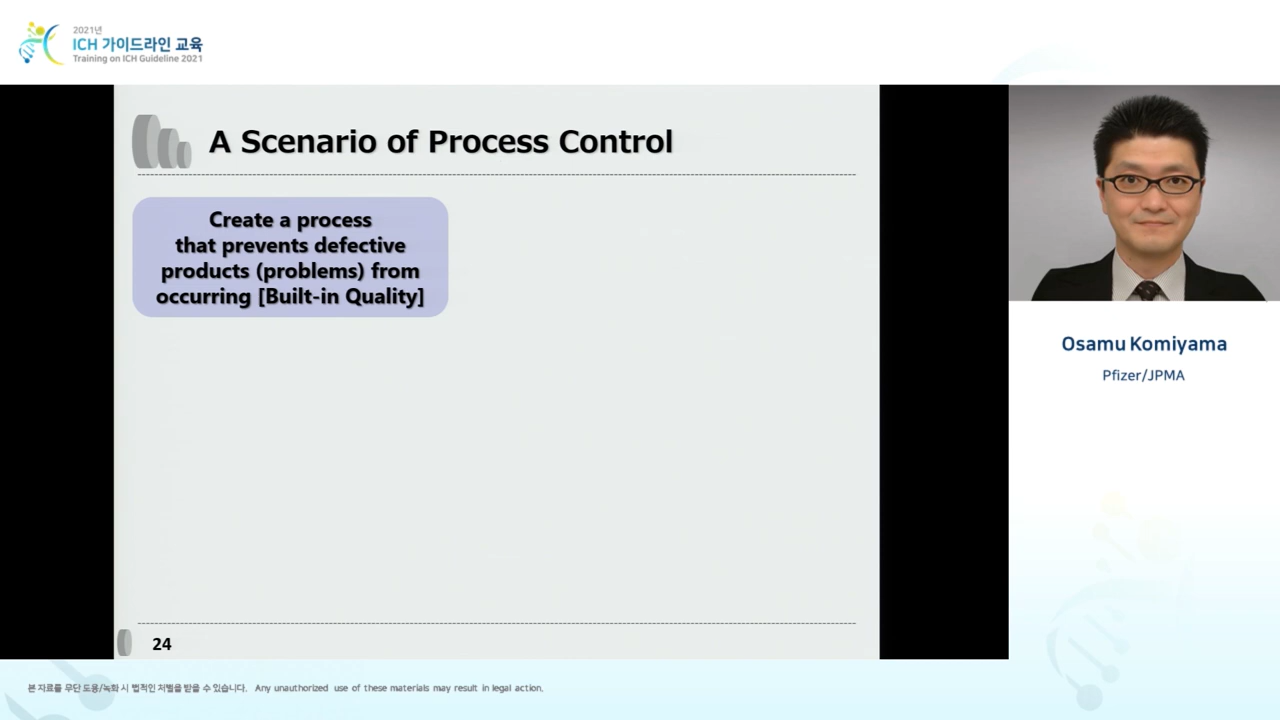 2021년
ICH 가이드라인 교육
Training on ICH Guideline 2021
A Scenario of Process Control
Create a process
that prevents defective
products (problems) from
occurring [Built-in Quality]
Osamu Komiyama
Pfizer/JPMA
24
본 자료를 무단 도용/녹화 시 법적인 처벌을 받을 수 있습니다. Any unauthorized use of these materials may result in legal action.